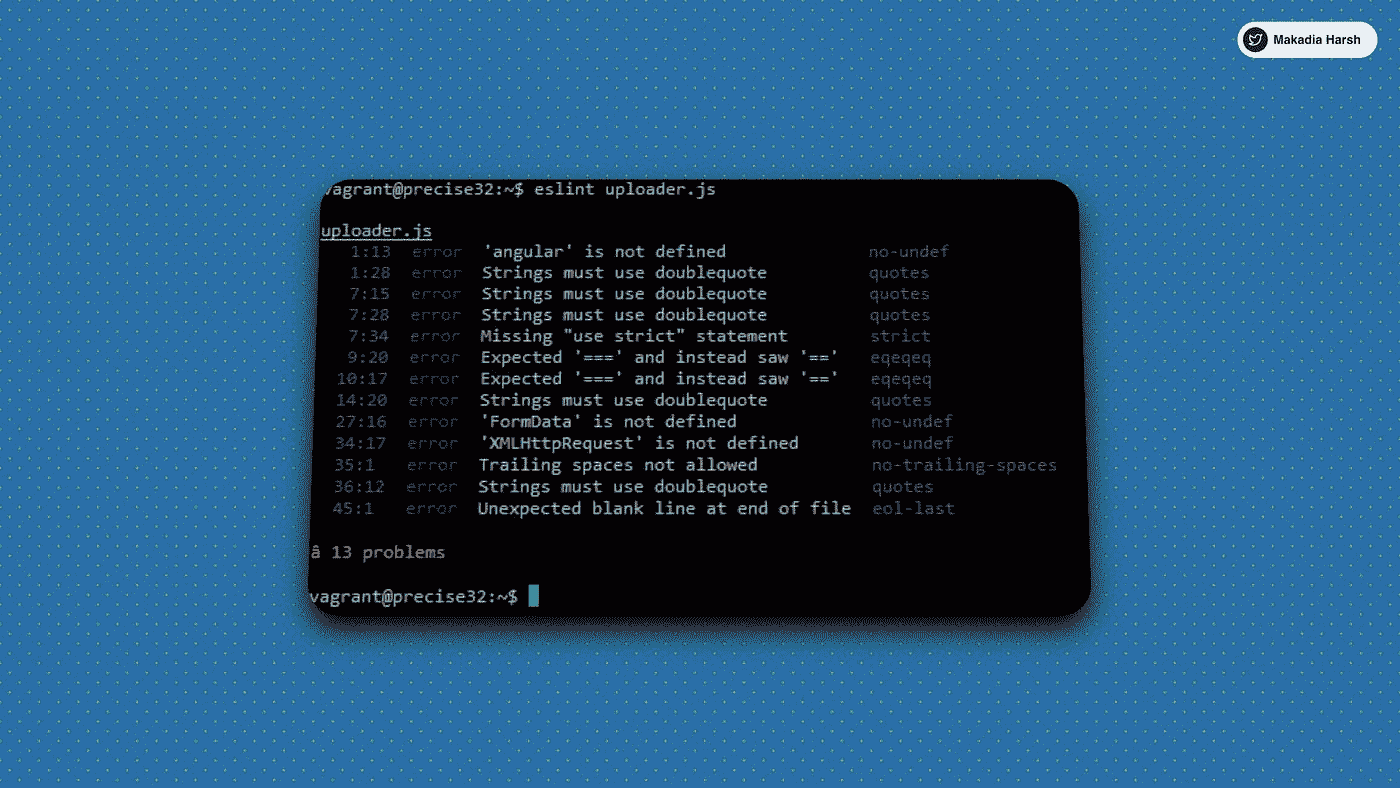 Makadia Harsh
vagrant@precise32:~$ eslint uploader.js
uploader.js
1:13 error 'angular' is not defined no-undef
1:28 error Strings must use doublequote quotes
7:15 error Strings must use doublequote quotes
7:28 error Strings must use doublequote quotes
7:34 error Missing "use strict" statement strict
9:20 error Expected '===' and instead saw '==' eqeqeq
10:17 error Expected '===' and instead saw '==' eqeqeq
14:20 error Strings must use doublequote quotes
27:16 error 'FormData' is not defined no-undef
34:17 error 'XMLHttpRequest' is not defined no-undef
35:1 error Trailing spaces not allowed no-trailing-spaces
36:12 error Strings must use doublequote quotes
45:1 error Unexpected blank line at end of file eol-last
â 13 problems
vagrant@precise32:~$